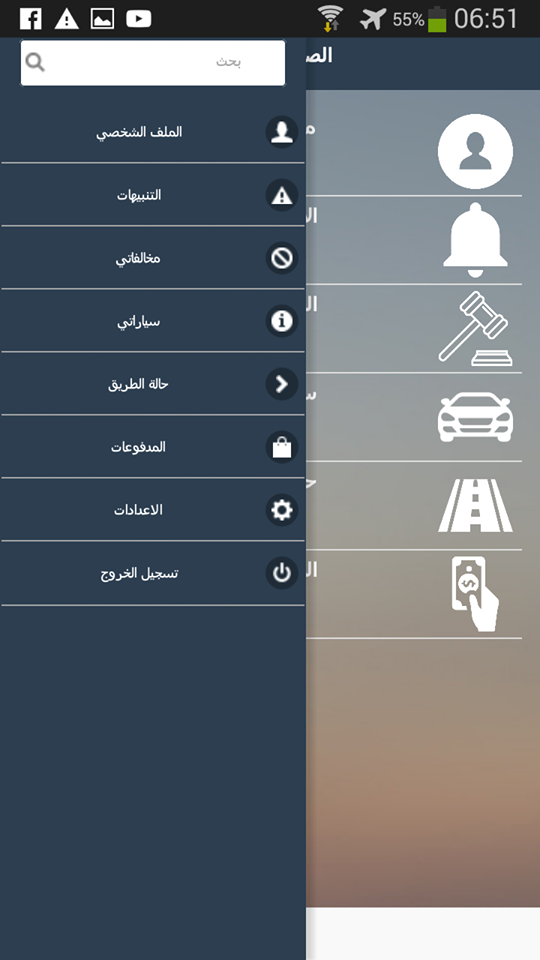 55% 06:51
بحث
الملف الشخصي
التنبيهات
مخالفاتي
سياراتي
حالة الطريق
المدفوعات
الاعدادات
تسجيل الخروج